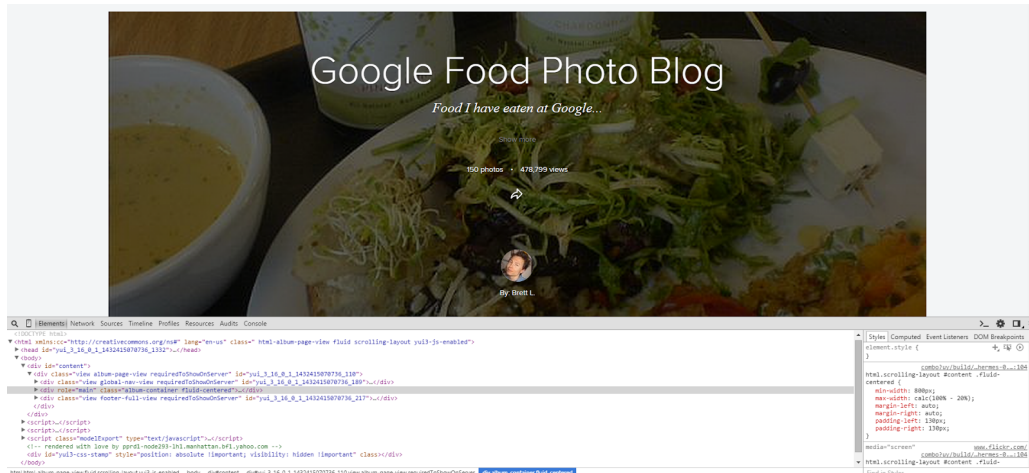 Google Food Photo Blog
Food I have eaten at Google...
Show more
150 photos • 478,799 views
By: Brett L.
Elements Network Sources Timeline Profiles Resources Audits Console
<!DOCTYPE html>
▼<html xmlns:cc="http://creativecommons.org/ns#" lang="en-us" class=" html-album-page-view fluid scrolling-layout yui3-js-enabled">
▶<head id="yui_3_16_0_1_1432415070736_1332">…</head>
▼<body>
▼<div id="content">
▼<div class="view album-page-view requiredToShowOnServer" id="yui_3_16_0_1_1432415070736_110">
▶<div class="view global-nav-view requiredToShowOnServer" id="yui_3_16_0_1_1432415070736_189">…</div>
▶<div role="main" class="album-container fluid-centered">…</div>
▶<div class="view footer-full-view requiredToShowOnServer" id="yui_3_16_0_1_1432415070736_217">…</div>
</div>
</div>
▶<script>…</script>
▶<script>…</script>
▶<script class="modelExport" type="text/javascript">…</script>
<!-- rendered with love by pprd1-node293-lh1.manhattan.bf1.yahoo.com -->
<div id="yui3-css-stamp" style="position: absolute !important; visibility: hidden !important" class>…</div>
</body>
Styles Computed Event Listeners DOM Breakpoints
element.style {
}
combo?yy/build/…hermes-0.…:104
html.scrolling-layout #content .fluid-
centered {
min-width: 800px;
max-width: calc(100% - 20%);
margin-left: auto;
margin-right: auto;
padding-left: 130px;
padding-right: 130px;
}
media="screen" www.flickr.com/
combo?yy/build/…hermes-0.…:104
html.scrolling-layout #content .fluid-
Find in Styles